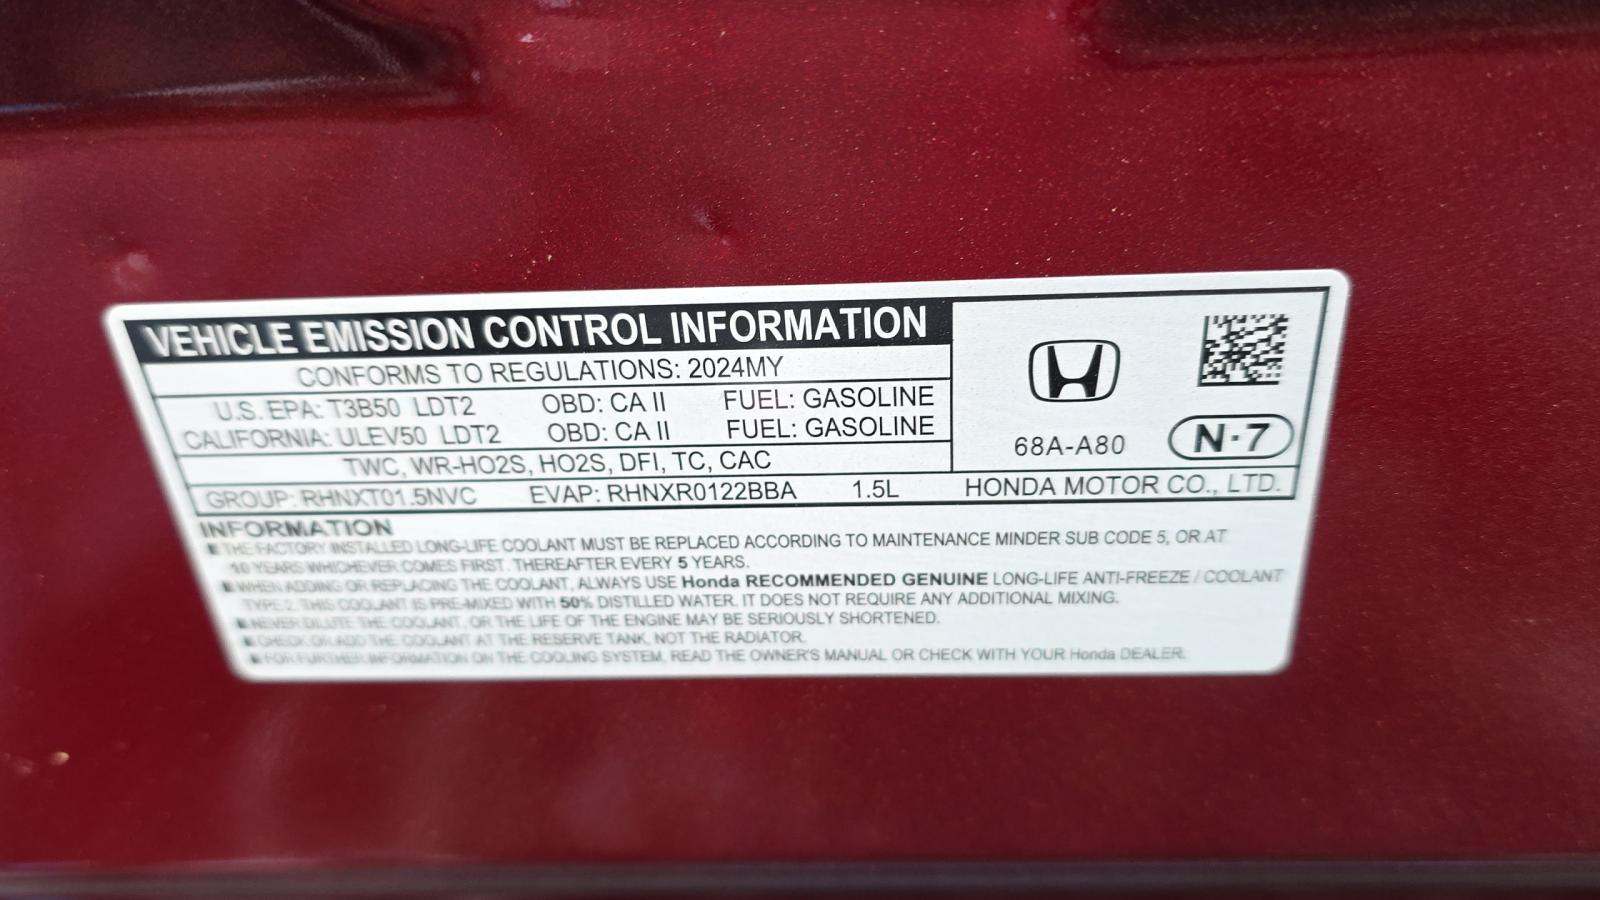 VEHICLE EMISSION CONTROL INFORMATION
CONFORMS TO REGULATIONS: 2024MY
U.S. EPA: T3B50 LDT2 OBD: CA II FUEL: GASOLINE
CALIFORNIA: ULEV50 LDT2 OBD: CA II FUEL: GASOLINE
TWC, WR-HO2S, HO2S, DFI, TC, CAC
68A-A80 N·7
GROUP: RHNXT01.5NVC EVAP: RHNXR0122BBA 1.5L HONDA MOTOR CO., LTD.
INFORMATION
■ THE FACTORY INSTALLED LONG-LIFE COOLANT MUST BE REPLACED ACCORDING TO MAINTENANCE MINDER SUB CODE 5, OR AT
10 YEARS WHICHEVER COMES FIRST. THEREAFTER EVERY 5 YEARS.
■ WHEN ADDING OR REPLACING THE COOLANT, ALWAYS USE Honda RECOMMENDED GENUINE LONG-LIFE ANTI-FREEZE / COOLANT
TYPE 2. THIS COOLANT IS PRE-MIXED WITH 50% DISTILLED WATER. IT DOES NOT REQUIRE ANY ADDITIONAL MIXING.
■ NEVER DILUTE THE COOLANT, OR THE LIFE OF THE ENGINE MAY BE SERIOUSLY SHORTENED.
■ CHECK OR ADD THE COOLANT AT THE RESERVE TANK, NOT THE RADIATOR.
■ FOR FURTHER INFORMATION ON THE COOLING SYSTEM, READ THE OWNER'S MANUAL OR CHECK WITH YOUR Honda DEALER.